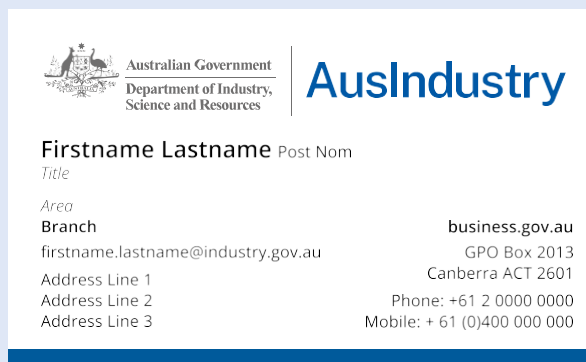 Australian Government
Department of Industry,
Science and Resources
AusIndustry
Firstname Lastname Post Nom
Title
Area
Branch
firstname.lastname@industry.gov.au
Address Line 1
Address Line 2
Address Line 3
business.gov.au
GPO Box 2013
Canberra ACT 2601
Phone: +61 2 0000 0000
Mobile: + 61 (0)400 000 000